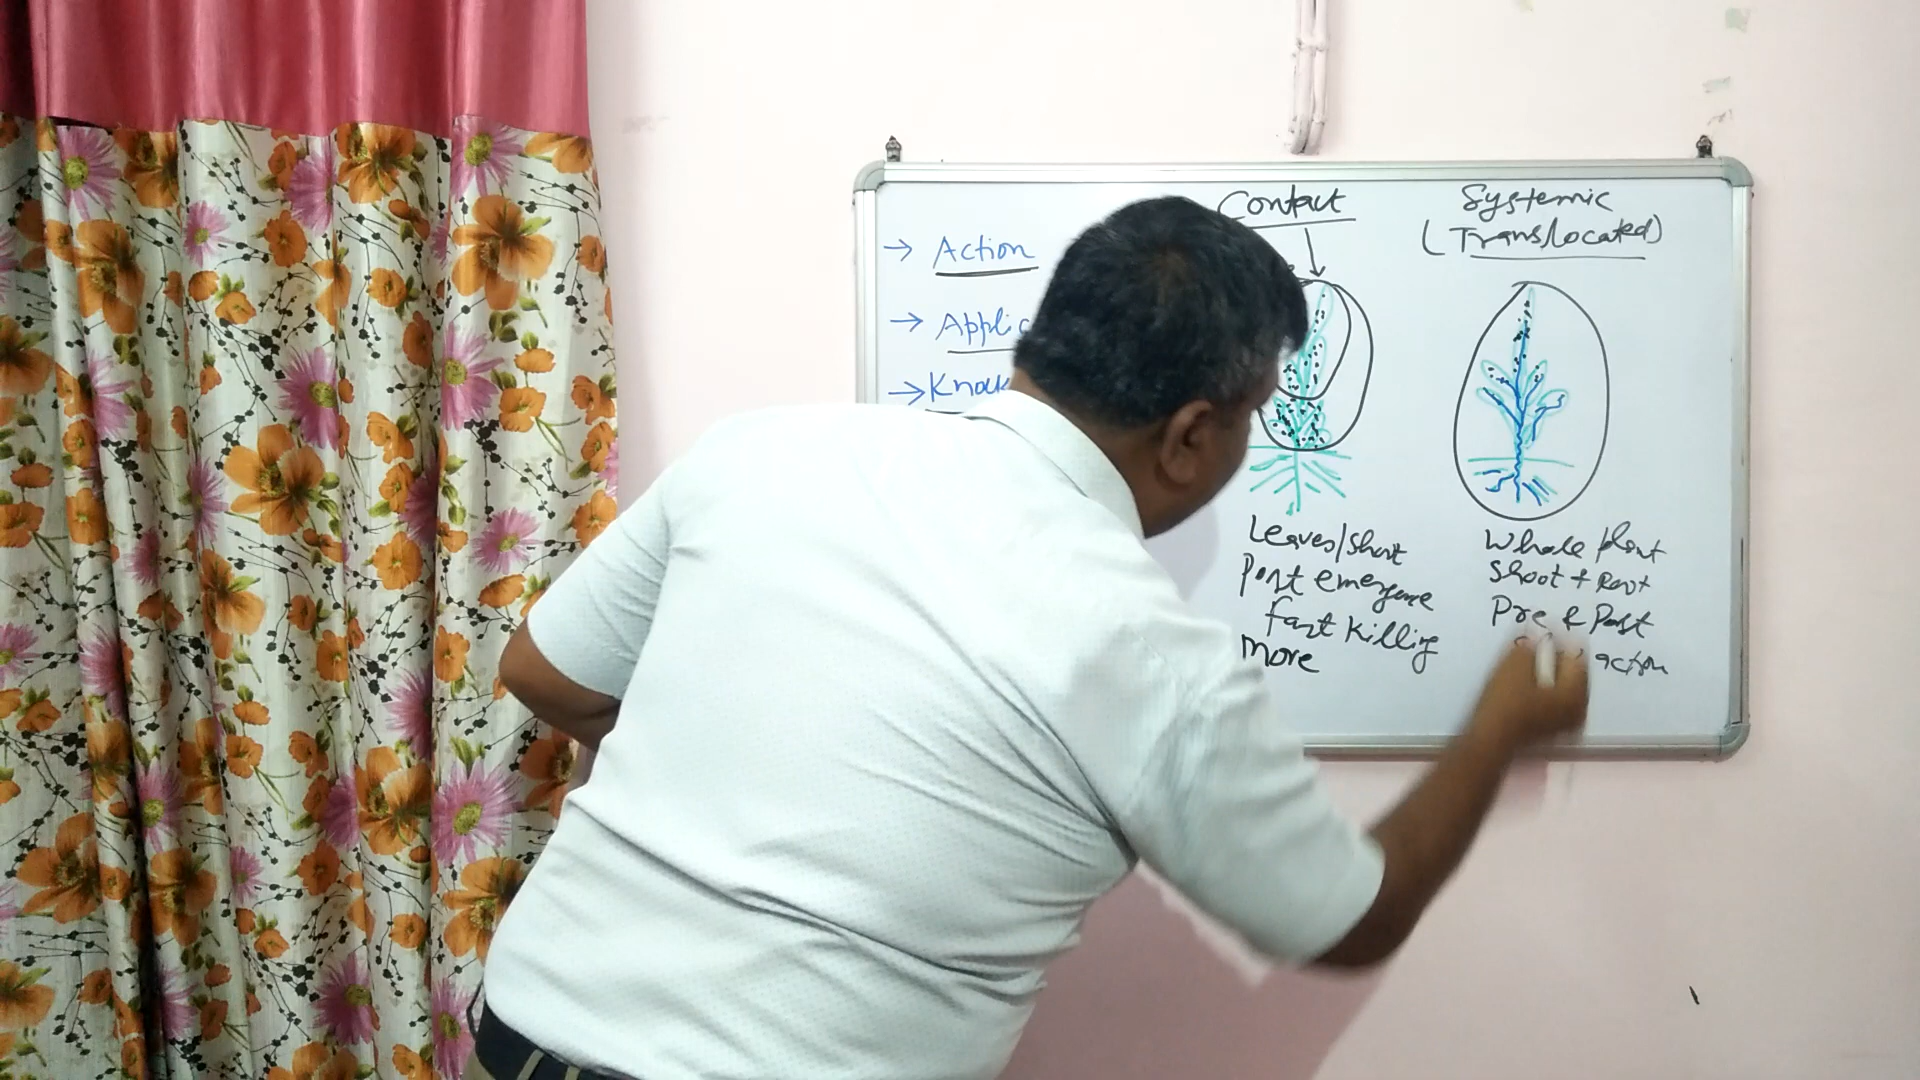 Contact
Systemic
(Translocated)
→ Action
→ Applic
→ Knock
Leaves/Shoot
Post emergence
fast Killing
More
Whole plant
Shoot + Root
Pre & Post
action